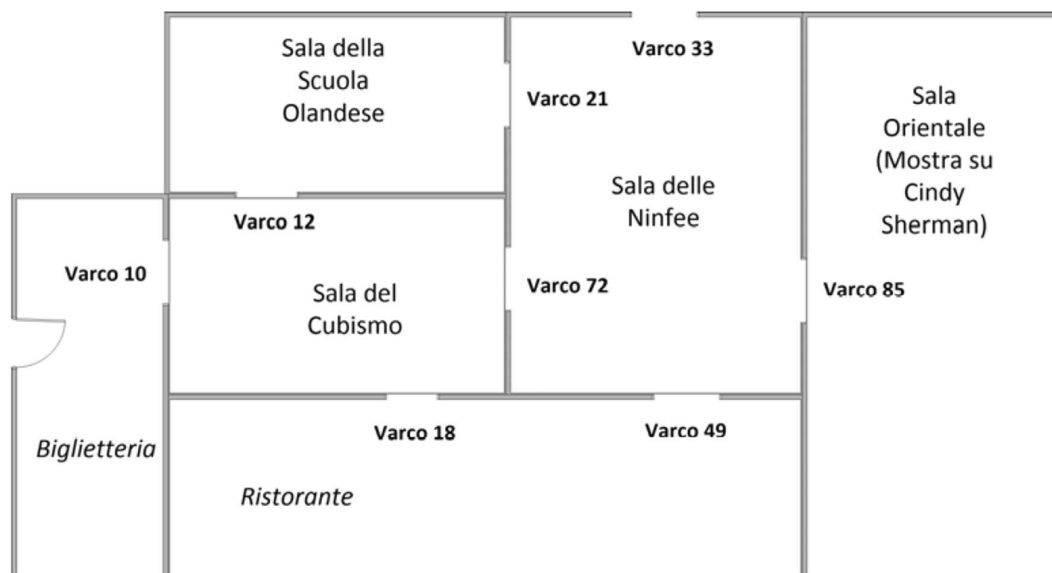 Sala della
Scuola
Olandese
Varco 33
Varco 21
Sala
Orientale
(Mostra su
Cindy
Sherman)
Sala delle
Ninfee
Varco 12
Varco 10
Sala del
Cubismo
Varco 72
Varco 85
Varco 18
Varco 49
Biglietteria
Ristorante